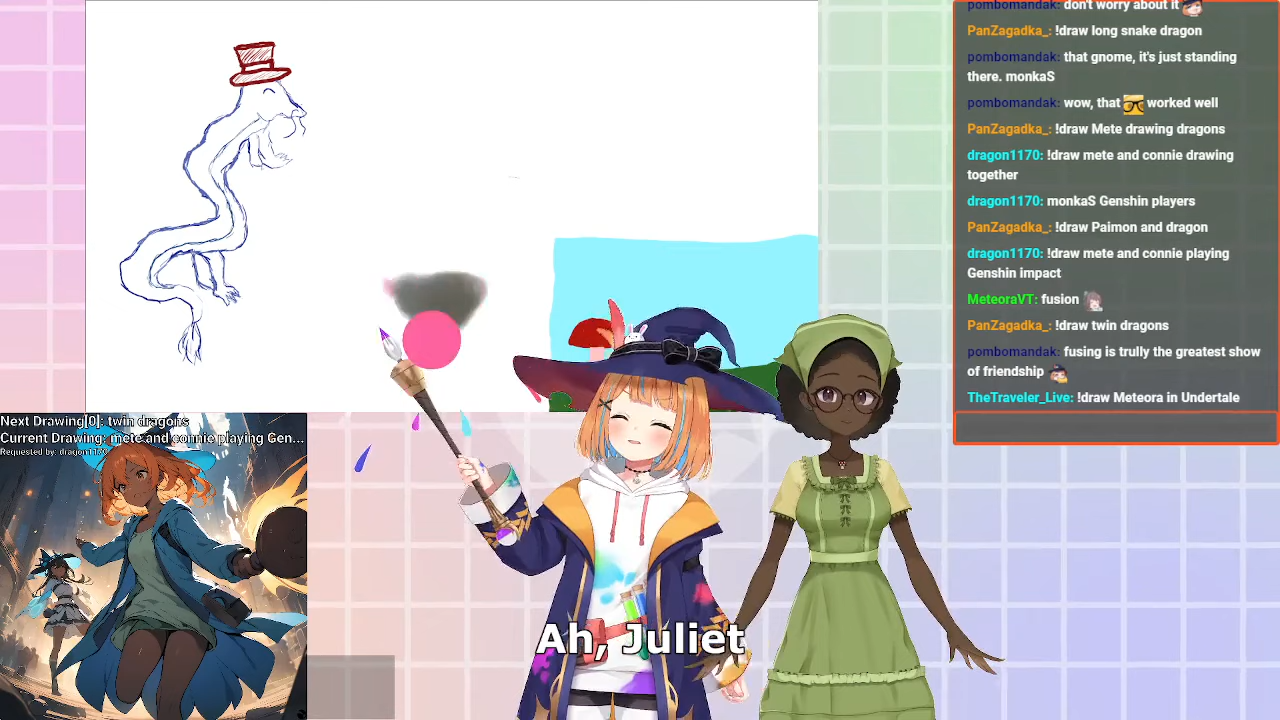 pombomandak: don't worry about it
PanZagadka_: !draw long snake dragon
pombomandak: that gnome, it's just standing
there. monkaS
pombomandak: wow, that worked well
PanZagadka_: !draw Mete drawing dragons
dragon1170: !draw mete and connie drawing
together
dragon1170: monkaS Genshin players
PanZagadka_: !draw Paimon and dragon
dragon1170: !draw mete and connie playing
Genshin impact
MeteoraVT: fusion
PanZagadka_: !draw twin dragons
pombomandak: fusing is trully the greatest show
of friendship
TheTraveler_Live: !draw Meteora in Undertale
Next Drawing[0]: twin dragons
Current Drawing: mete and connie playing Gen...
Requested by: dragon1170
Ah, Juliet